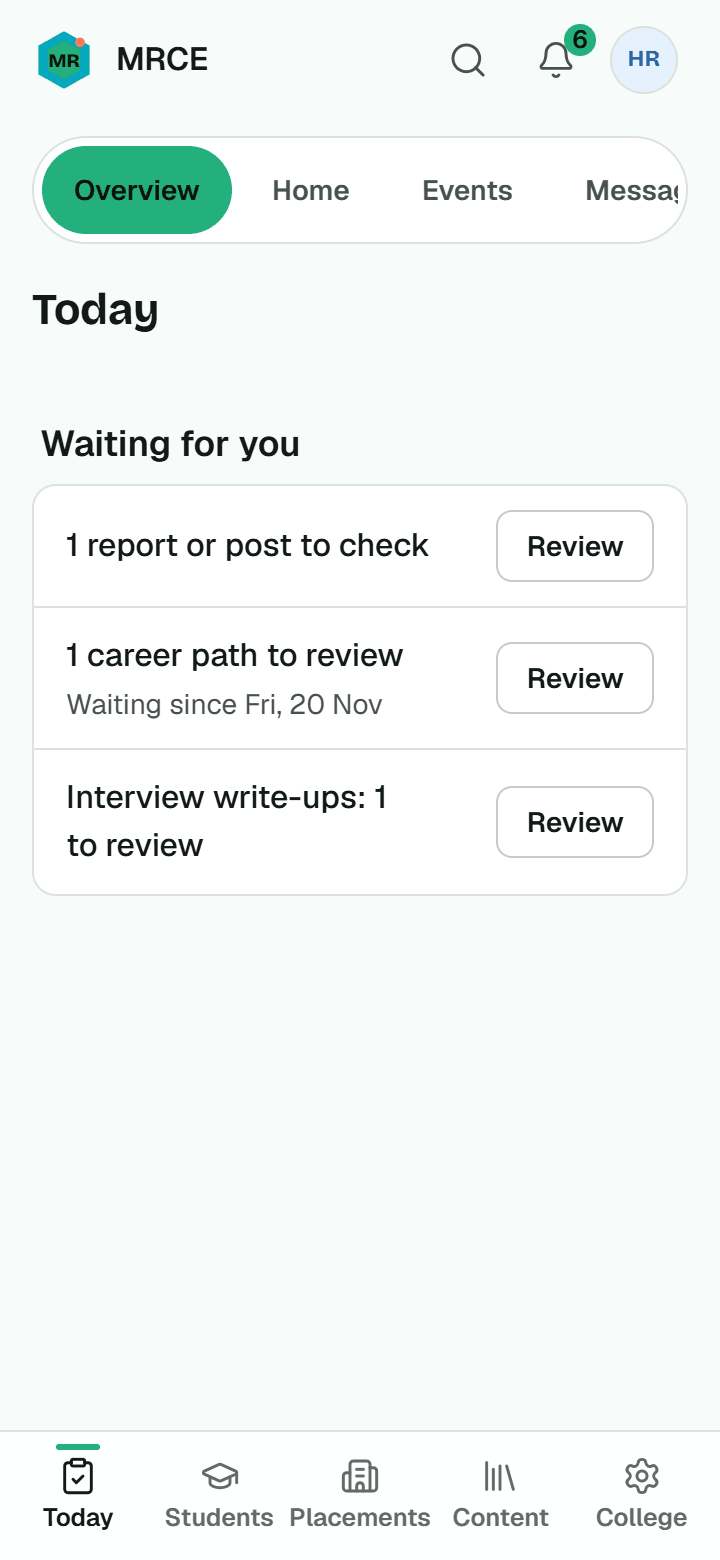 MR
MRCE
6
HR
Overview
Home
Events
Messag
Today
Waiting for you
1 report or post to check
Review
1 career path to review
Waiting since Fri, 20 Nov
Review
Interview write-ups: 1
to review
Review
Today
Students
Placements
Content
College